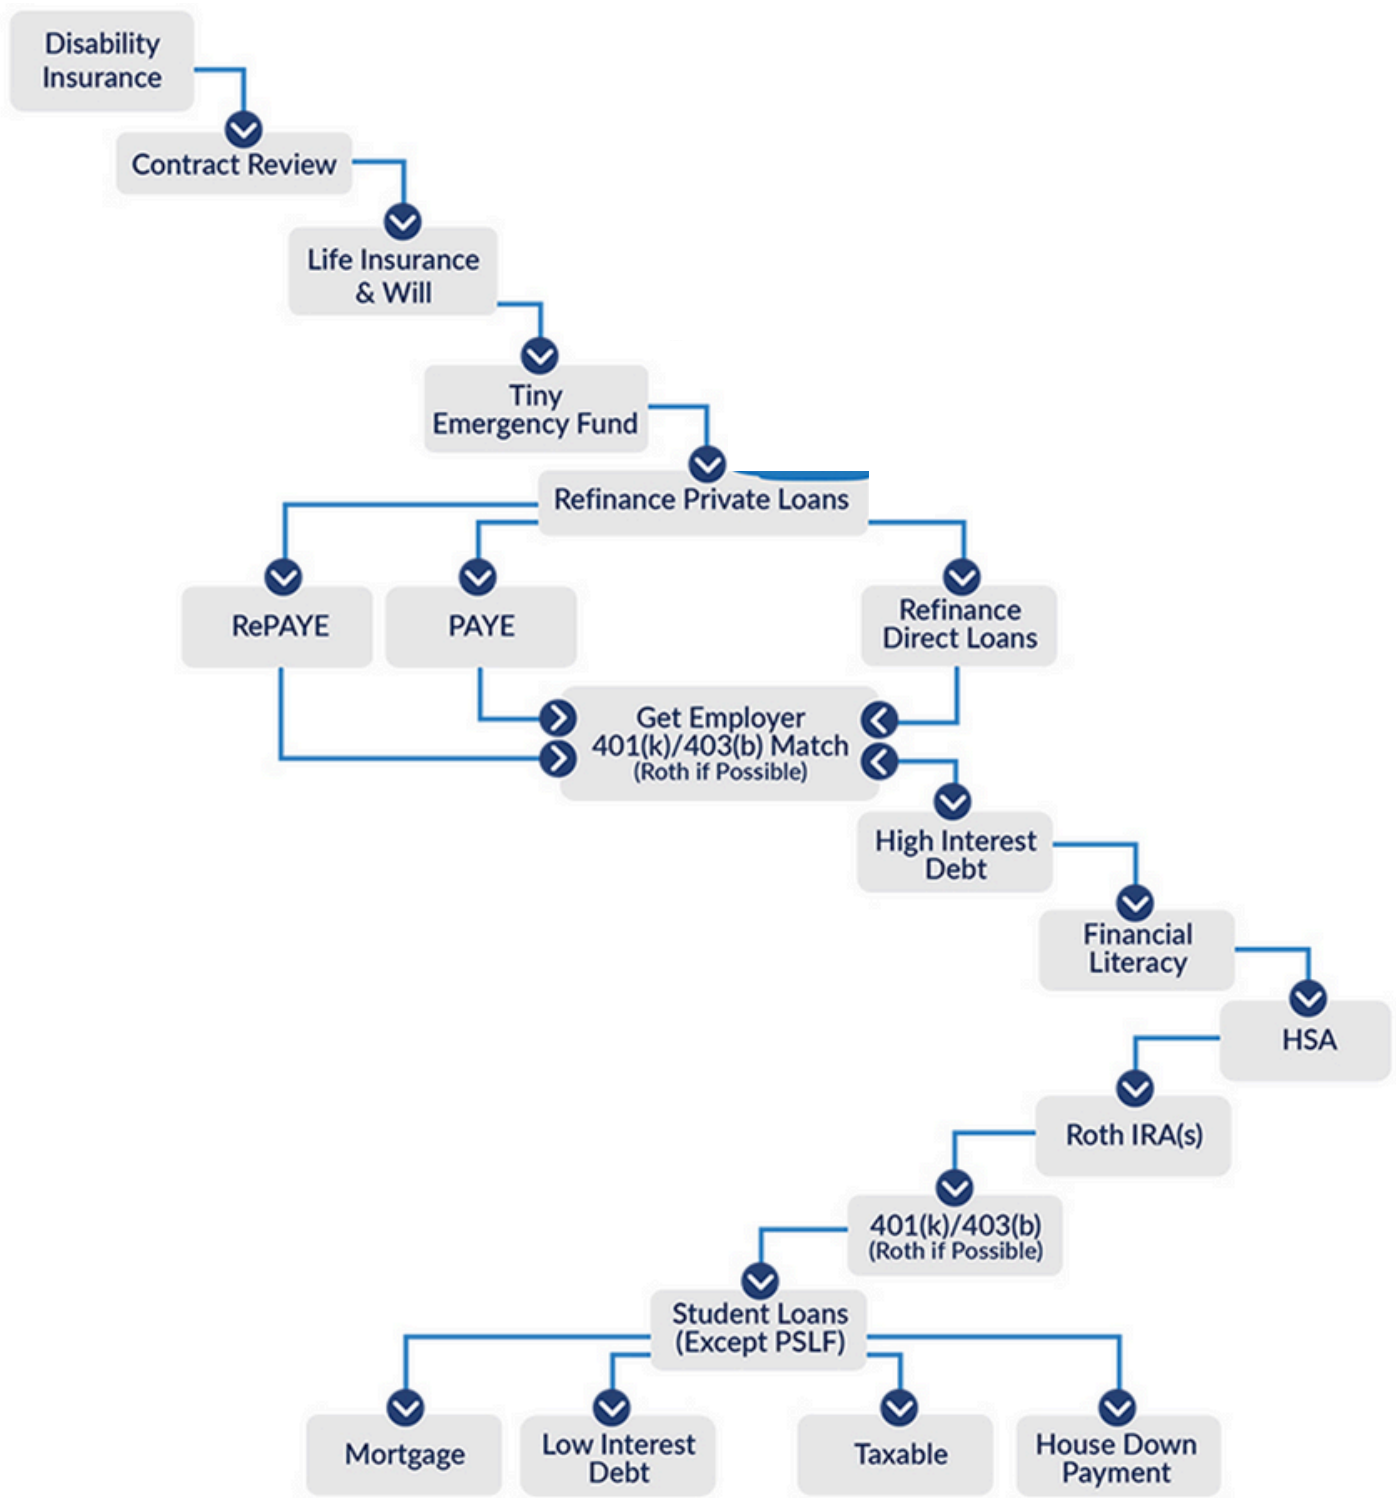 Disability
Insurance
Contract Review
Life Insurance
& Will
Tiny
Emergency Fund
Refinance Private Loans
RePAYE
PAYE
Refinance
Direct Loans
Get Employer
401(k)/403(b) Match
(Roth if Possible)
High Interest
Debt
Financial
Literacy
HSA
Roth IRA(s)
401(k)/403(b)
(Roth if Possible)
Student Loans
(Except PSLF)
Mortgage
Low Interest
Debt
Taxable
House Down
Payment